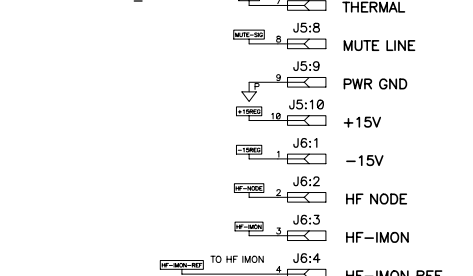 7 THERMAL
J5:8
MUTE-SIG 8 MUTE LINE
J5:9
9 PWR GND
P
J5:10
+15REG 10 +15V
J6:1
-15REG 1 -15V
J6:2
HF-NODE 2 HF NODE
J6:3
HF-IMON 3 HF-IMON
TO HF IMON J6:4
HF-IMON-REF 4 HF-IMON REF